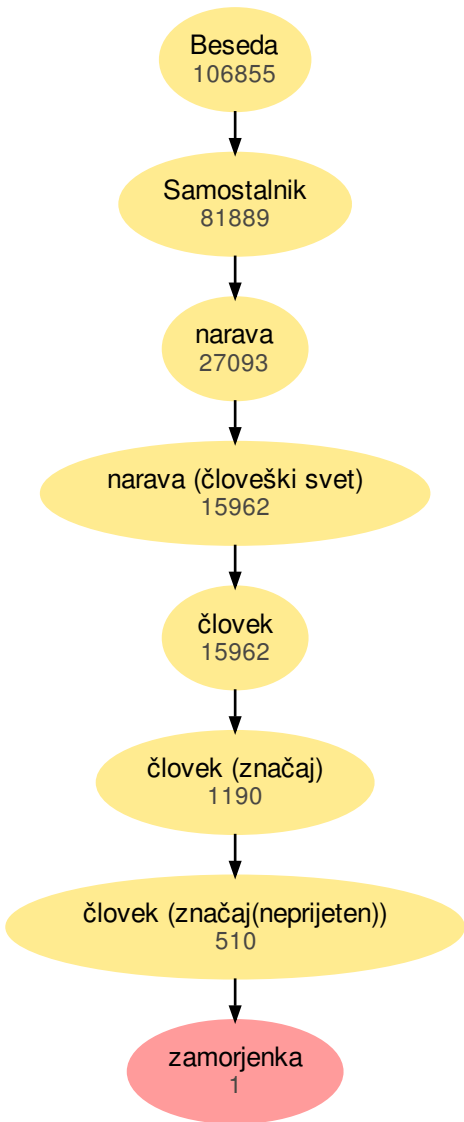 Beseda
106855
Samostalnik
81889
narava
27093
narava (človeški svet)
15962
človek
15962
človek (značaj)
1190
človek (značaj(neprijeten))
510
zamorjenka
1